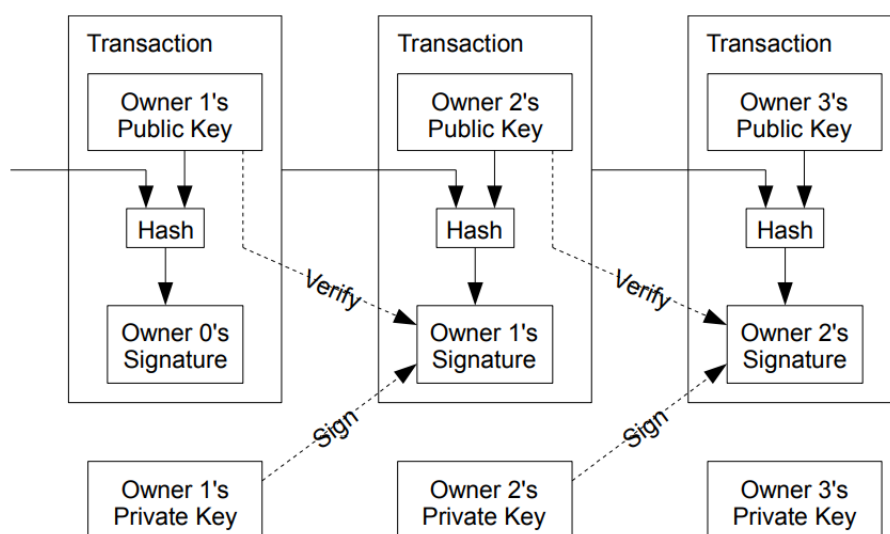 Transaction
Transaction
Transaction
Owner 1's
Public Key
Owner 2's
Public Key
Owner 3's
Public Key
Hash
Hash
Hash
Verify
Verify
Owner 0's
Signature
Owner 1's
Signature
Owner 2's
Signature
Sign
Sign
Owner 1's
Private Key
Owner 2's
Private Key
Owner 3's
Private Key